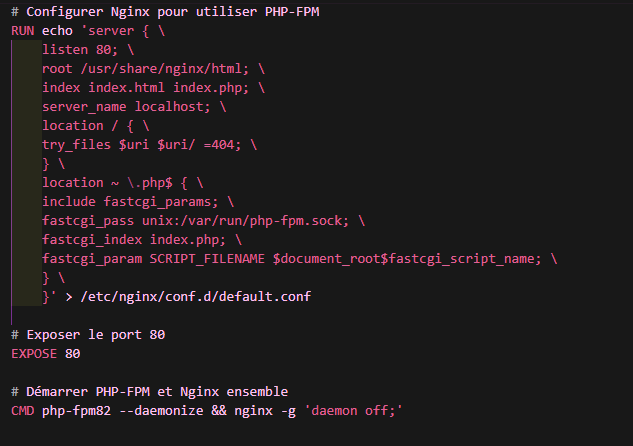 # Configurer Nginx pour utiliser PHP-FPM
RUN echo 'server { \
    listen 80; \
    root /usr/share/nginx/html; \
    index index.html index.php; \
    server_name localhost; \
    location / { \
    try_files $uri $uri/ =404; \
    } \
    location ~ \.php$ { \
    include fastcgi_params; \
    fastcgi_pass unix:/var/run/php-fpm.sock; \
    fastcgi_index index.php; \
    fastcgi_param SCRIPT_FILENAME $document_root$fastcgi_script_name; \
    } \
    }' > /etc/nginx/conf.d/default.conf

# Exposer le port 80
EXPOSE 80

# Démarrer PHP-FPM et Nginx ensemble
CMD php-fpm82 --daemonize && nginx -g 'daemon off;'